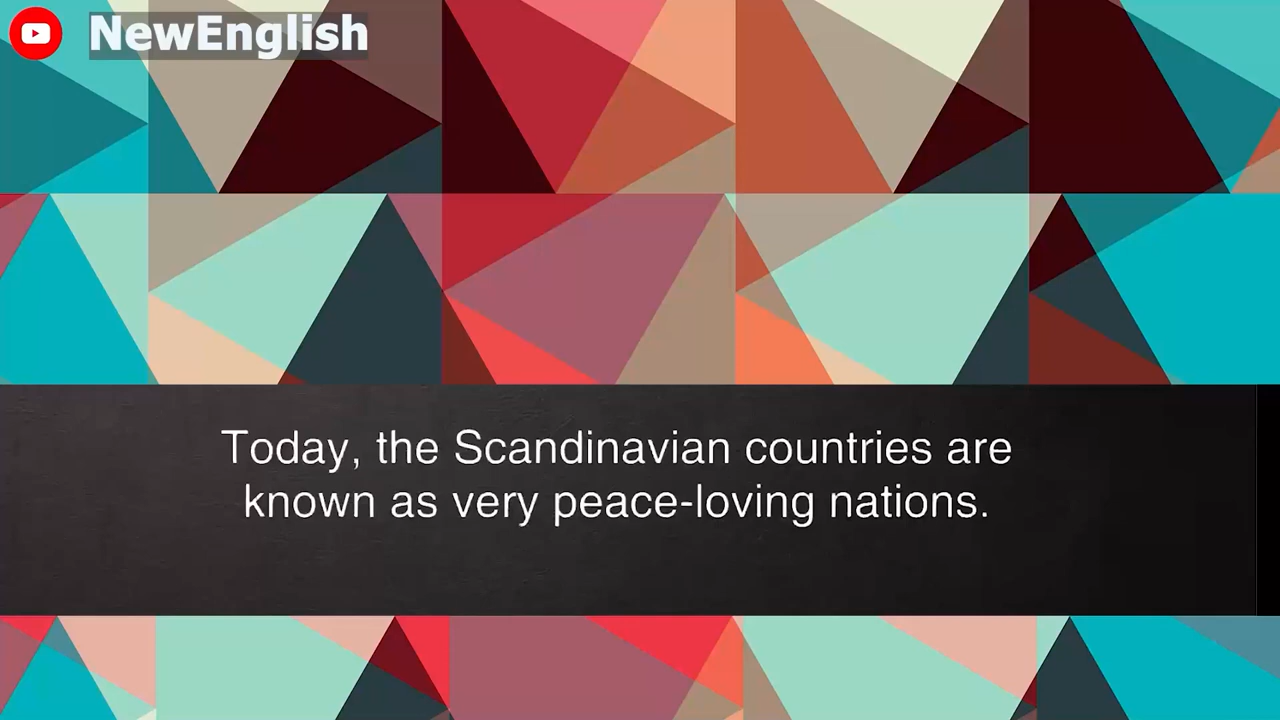 NewEnglish
Today, the Scandinavian countries are
known as very peace-loving nations.